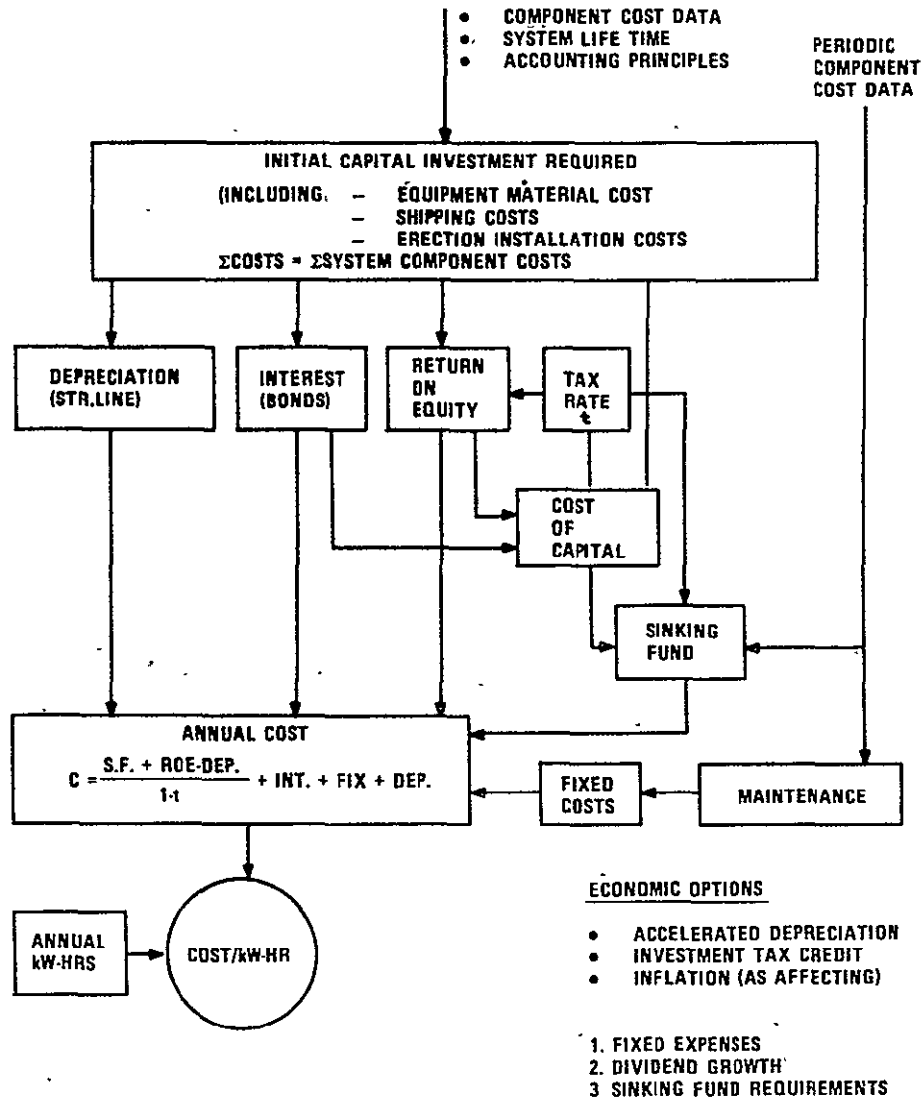 • COMPONENT COST DATA
• SYSTEM LIFE TIME
• ACCOUNTING PRINCIPLES
PERIODIC
COMPONENT
COST DATA
INITIAL CAPITAL INVESTMENT REQUIRED
(INCLUDING. – EQUIPMENT MATERIAL COST
– SHIPPING COSTS
– ERECTION INSTALLATION COSTS
ΣCOSTS = ΣSYSTEM COMPONENT COSTS
DEPRECIATION
(STR.LINE)
INTEREST
(BONDS)
RETURN
ON
EQUITY
TAX
RATE
t
COST
OF
CAPITAL
SINKING
FUND
ANNUAL COST
C = S.F. + ROE-DEP. / 1-t + INT. + FIX + DEP.
FIXED
COSTS
MAINTENANCE
ANNUAL
kW-HRS
COST/kW-HR
ECONOMIC OPTIONS
• ACCELERATED DEPRECIATION
• INVESTMENT TAX CREDIT
• INFLATION (AS AFFECTING)
1. FIXED EXPENSES
2. DIVIDEND GROWTH
3 SINKING FUND REQUIREMENTS